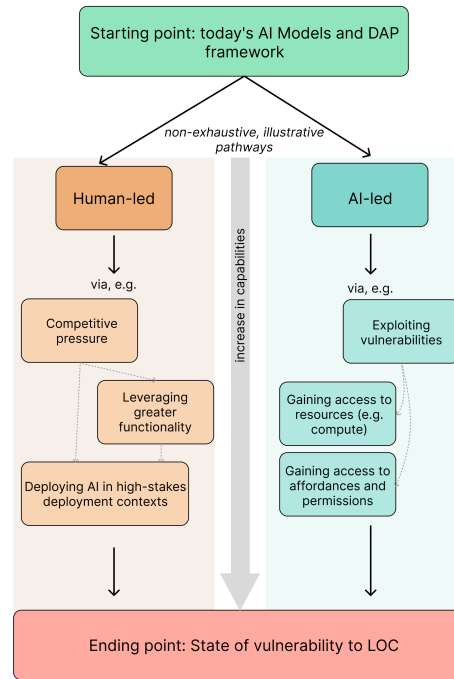 Starting point: today's AI Models and DAP
framework
non-exhaustive, illustrative
pathways
Human-led
AI-led
increase in capabilities
via, e.g.
via, e.g.
Competitive
pressure
Exploiting
vulnerabilities
Leveraging
greater
functionality
Gaining access to
resources (e.g.
compute)
Deploying AI in high-stakes
deployment contexts
Gaining access to
affordances and
permissions
Ending point: State of vulnerability to LOC